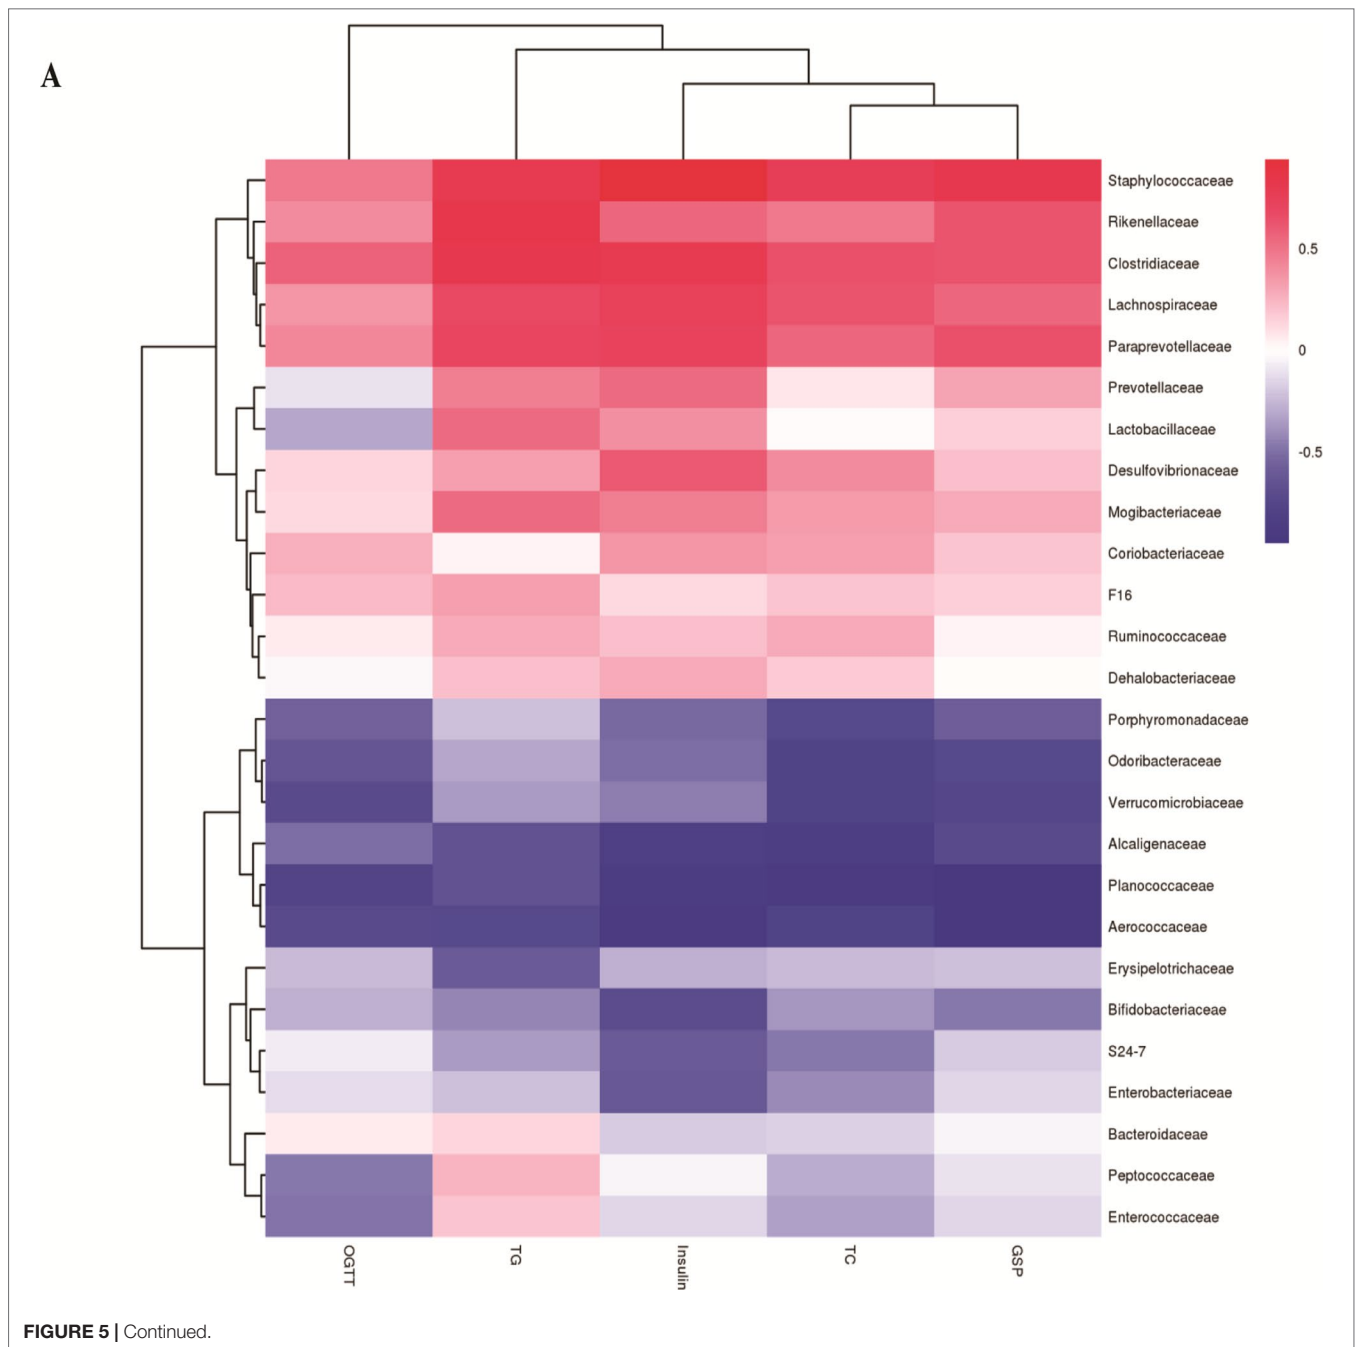 A
Staphylococcaceae
Rikenellaceae
0.5
Clostridiaceae
Lachnospiraceae
0
Paraprevotellaceae
Prevotellaceae
Lactobacillaceae
-0.5
Desulfovibrionaceae
Mogibacteriaceae
Coriobacteriaceae
F16
Ruminococcaceae
Dehalobacteriaceae
Porphyromonadaceae
Odoribacteraceae
Verrucomicrobiaceae
Alcaligenaceae
Planococcaceae
Aerococcaceae
Erysipelotrichaceae
Bifidobacteriaceae
S24-7
Enterobacteriaceae
Bacteroidaceae
Peptococcaceae
Enterococcaceae
OGTT TG Insulin TC GSP
FIGURE 5 | Continued.